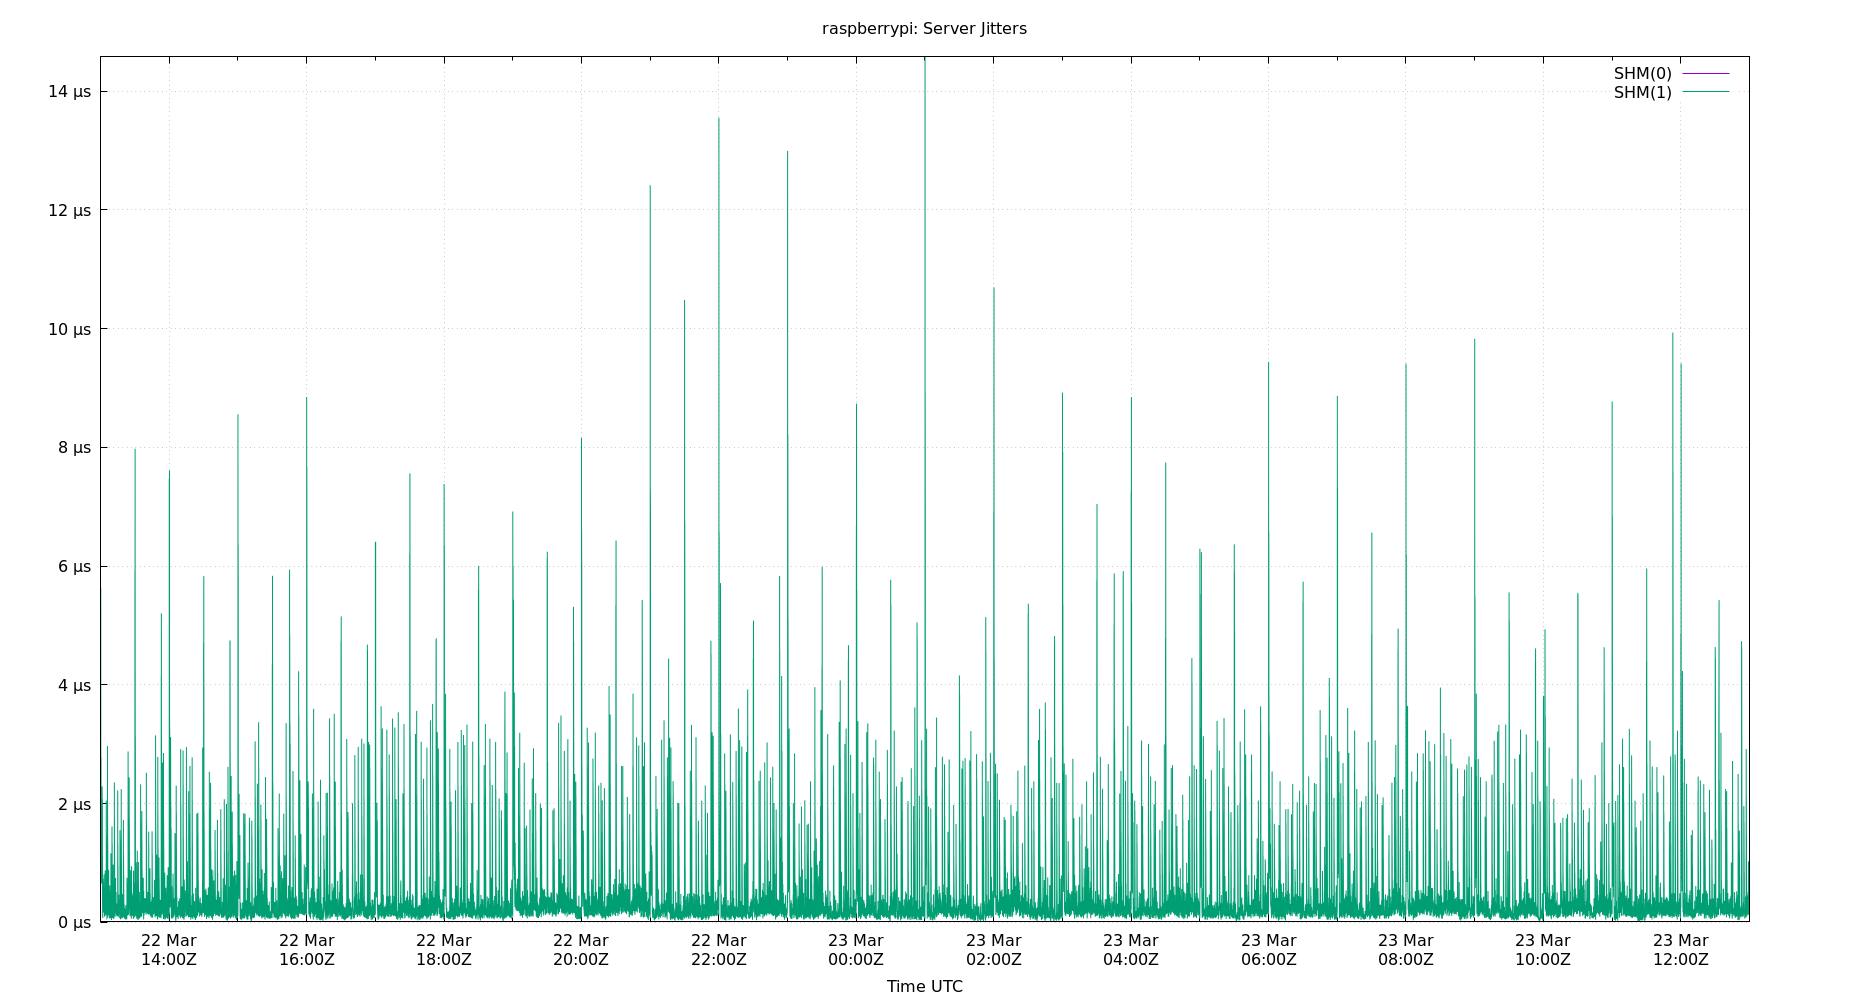 raspberrypi: Server Jitters
SHM(0)
SHM(1)
14 µs
12 µs
10 µs
8 µs
6 µs
4 µs
2 µs
0 µs
22 Mar 22 Mar 22 Mar 22 Mar 22 Mar 23 Mar 23 Mar 23 Mar 23 Mar 23 Mar 23 Mar 23 Mar
14:00Z 16:00Z 18:00Z 20:00Z 22:00Z 00:00Z 02:00Z 04:00Z 06:00Z 08:00Z 10:00Z 12:00Z
Time UTC